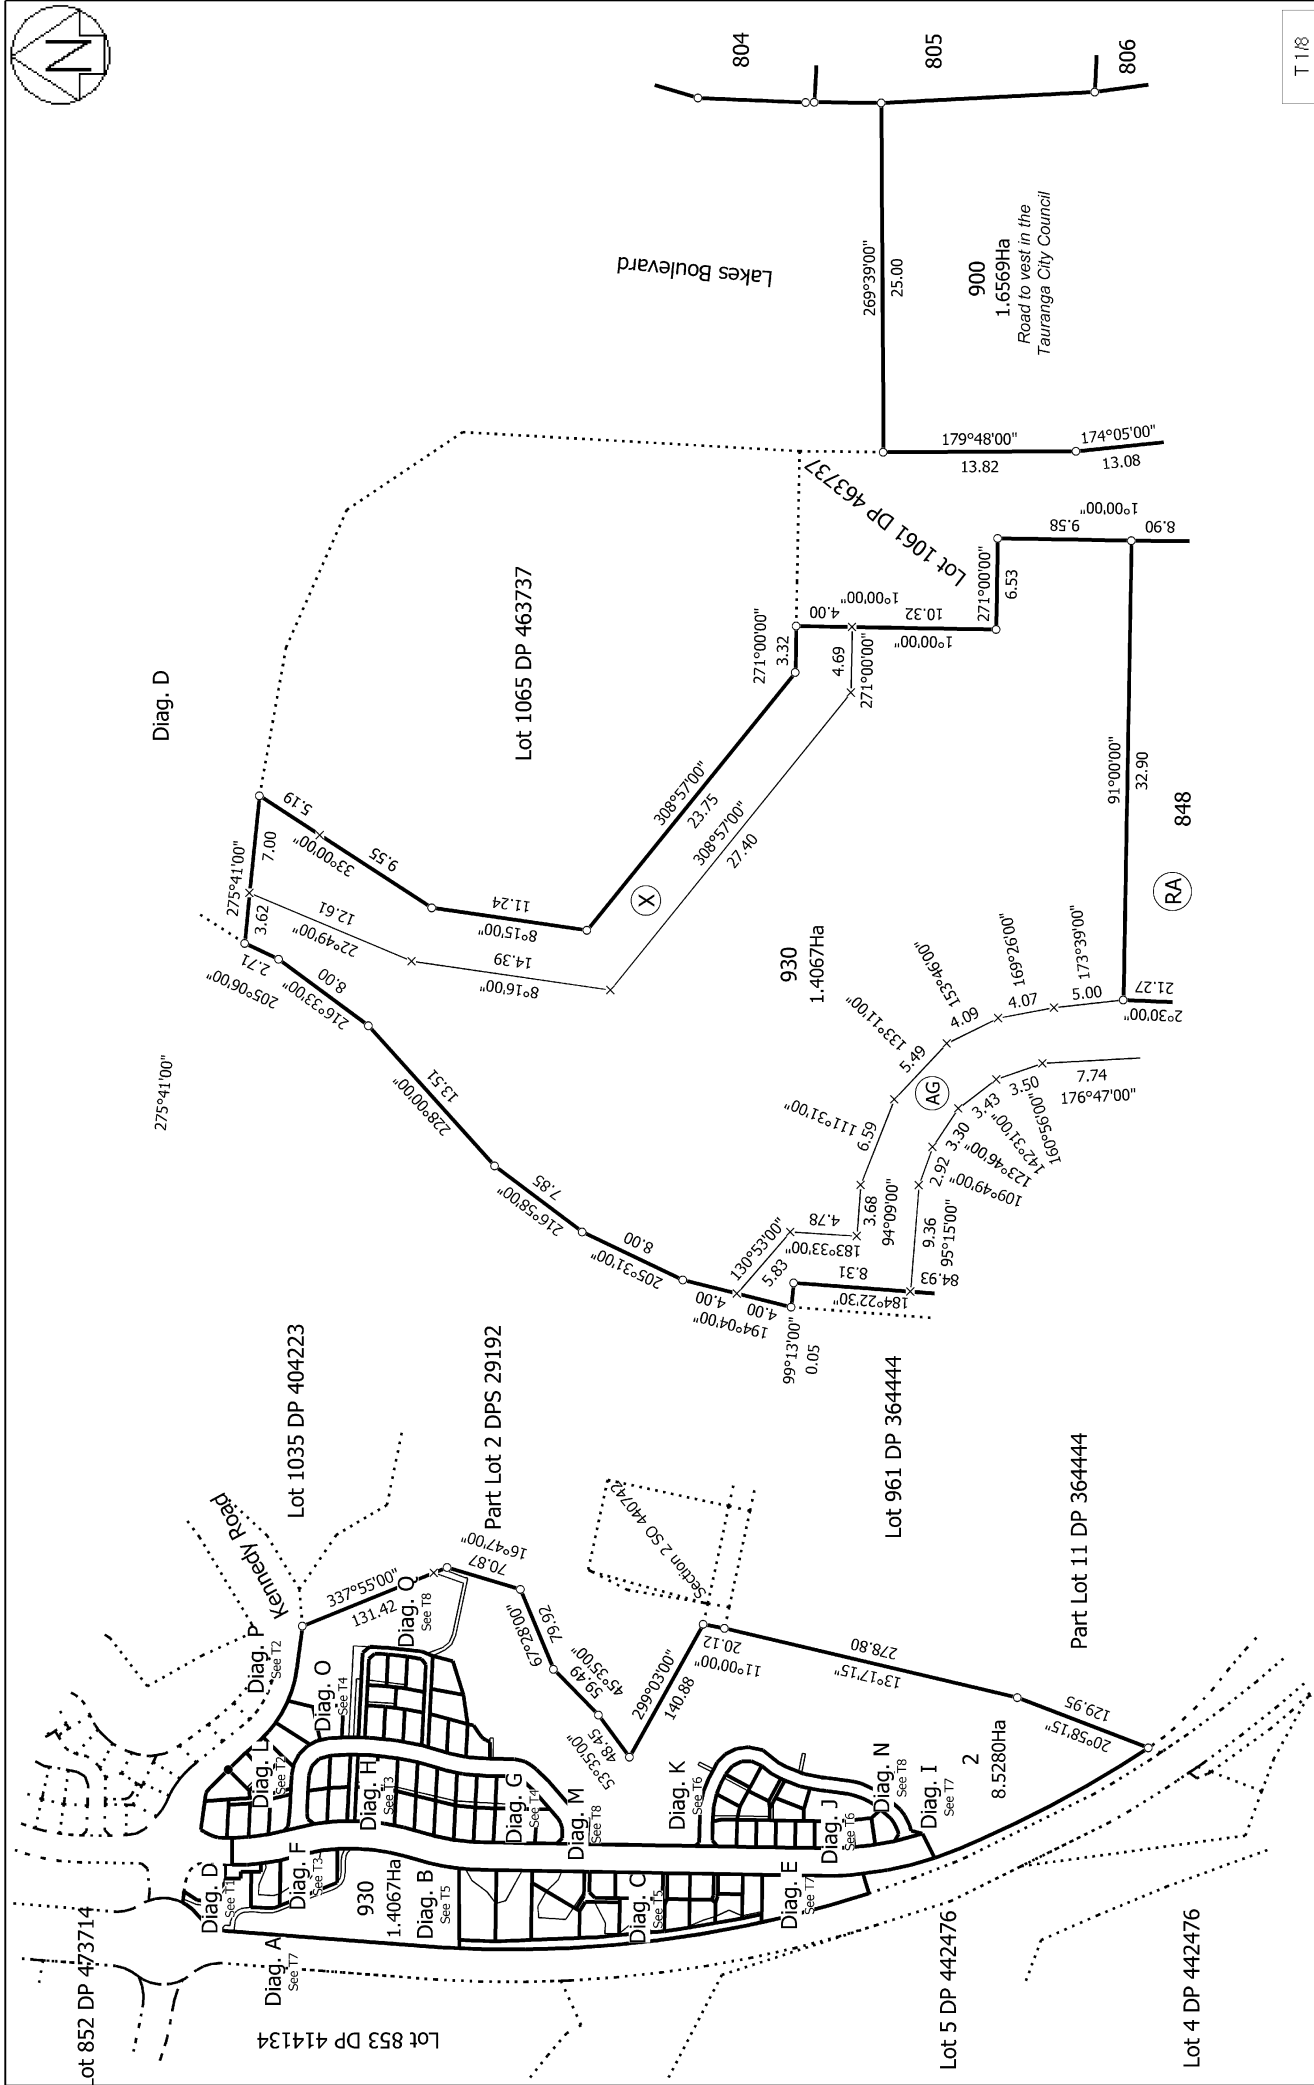 N
804
805
806
T 1/8
Lakes Boulevard
269°39'00"
25.00
900
1.6569Ha
Road to vest in the
Tauranga City Council
179°48'00"
13.82
174°05'00"
13.08
Diag. D
Lot 1065 DP 463737
Lot 1061 DP 463737
1°00'00"
9.58
8.90
271°00'00"
6.53
271°00'00"
3.32
4.00
1°00'00"
10.32
1°00'00"
4.69
271°00'00"
308°57'00"
23.75
308°57'00"
27.40
5.19
33°00'00"
9.55
7.00
275°41'00"
3.62
12.61
22°49'00"
11.24
8°15'00"
14.39
8°16'00"
X
2.71
205°06'00"
8.00
216°33'00"
275°41'00"
13.51
228°00'00"
7.85
216°58'00"
8.00
205°31'00"
4.00
4.00
194°04'00"
99°13'00"
0.05
130°53'00"
5.83
4.78
183°33'00"
8.31
184°22'30"
84.93
930
1.4067Ha
91°00'00"
32.90
848
RA
153°46'00"
4.09
169°26'0"
4.07
173°39'00"
5.00
21.27
2°30'00"
133°11'00"
5.49
111°31'00"
6.59
3.68
94°09'00"
AG
9.36
95°15'00"
2.92
109°49'00"
3.30
123°46'00"
3.43
142°31'00"
3.50
160°56'00"
7.74
176°47'00"
Lot 1035 DP 404223
Part Lot 2 DPS 29192
Lot 961 DP 364444
Part Lot 11 DP 364444
Kennedy Road
Section 2 SO 440742
337°55'00"
131.42
70.87
16°47'00"
79.92
67°28'00"
59.49
45°35'00"
48.45
53°35'00"
299°03'00"
140.88
20.12
11°00'00"
278.80
13°17'15"
129.95
20°58'15"
2
8.5280Ha
Diag. P
See T2
Diag. O
See T4
Diag. Q
See T8
Diag. L
See T2
Diag. H
See T3
Diag. G
See T4
Diag. M
See T8
Diag. K
See T6
Diag. N
See T8
Diag. I
See T7
Diag. J
See T6
Diag. D
See T1
Diag. F
See T3
930
1.4067Ha
Diag. B
See T5
Diag. C
See T5
Diag. E
See T7
Diag. A
See T7
Lot 852 DP 473714
Lot 853 DP 414134
Lot 5 DP 442476
Lot 4 DP 442476